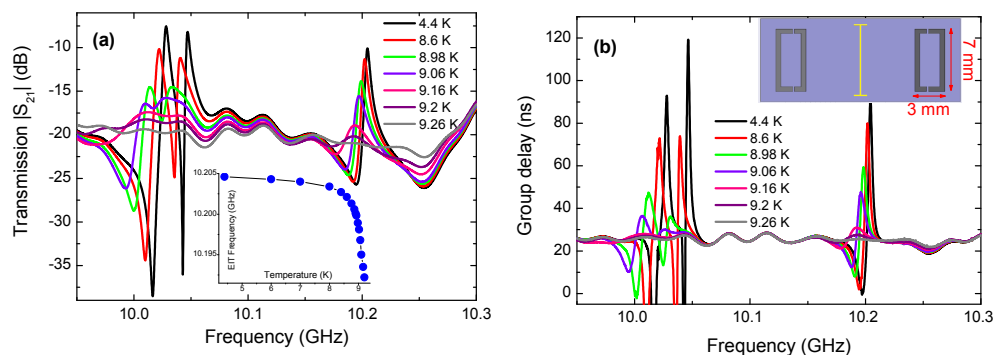 (a)
4.4 K
8.6 K
8.98 K
9.06 K
9.16 K
9.2 K
9.26 K
-10
-15
-20
-25
-30
-35
Transmission |S21| (dB)
10.0
10.1
10.2
10.3
Frequency (GHz)
10.205
10.200
10.195
EIT Frequency (GHz)
Temperature (K)
5
6
7
8
9
(b)
7 mm
3 mm
4.4 K
8.6 K
8.98 K
9.06 K
9.16 K
9.2 K
9.26 K
120
100
80
60
40
20
0
Group delay (ns)
10.0
10.1
10.2
10.3
Frequency (GHz)